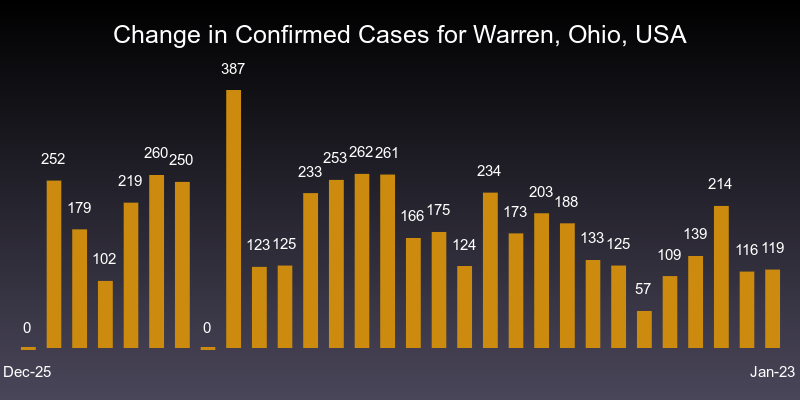 Change in Confirmed Cases for Warren, Ohio, USA
0 252 179 102 219 260 250 0 387 123 125 233 253 262 261 166 175 124 234 173 203 188 133 125 57 109 139 214 116 119
Dec-25 Jan-23